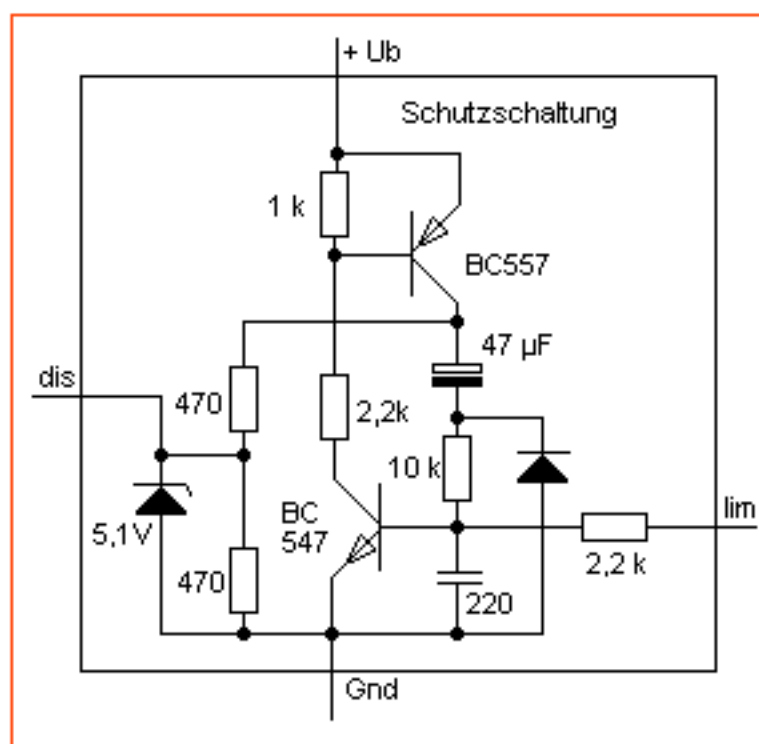 + Ub
Schutzschaltung
1 k
BC557
47 µF
dis
470
2,2k
10 k
lim
BC
547
5,1V
2,2 k
470
220
Gnd